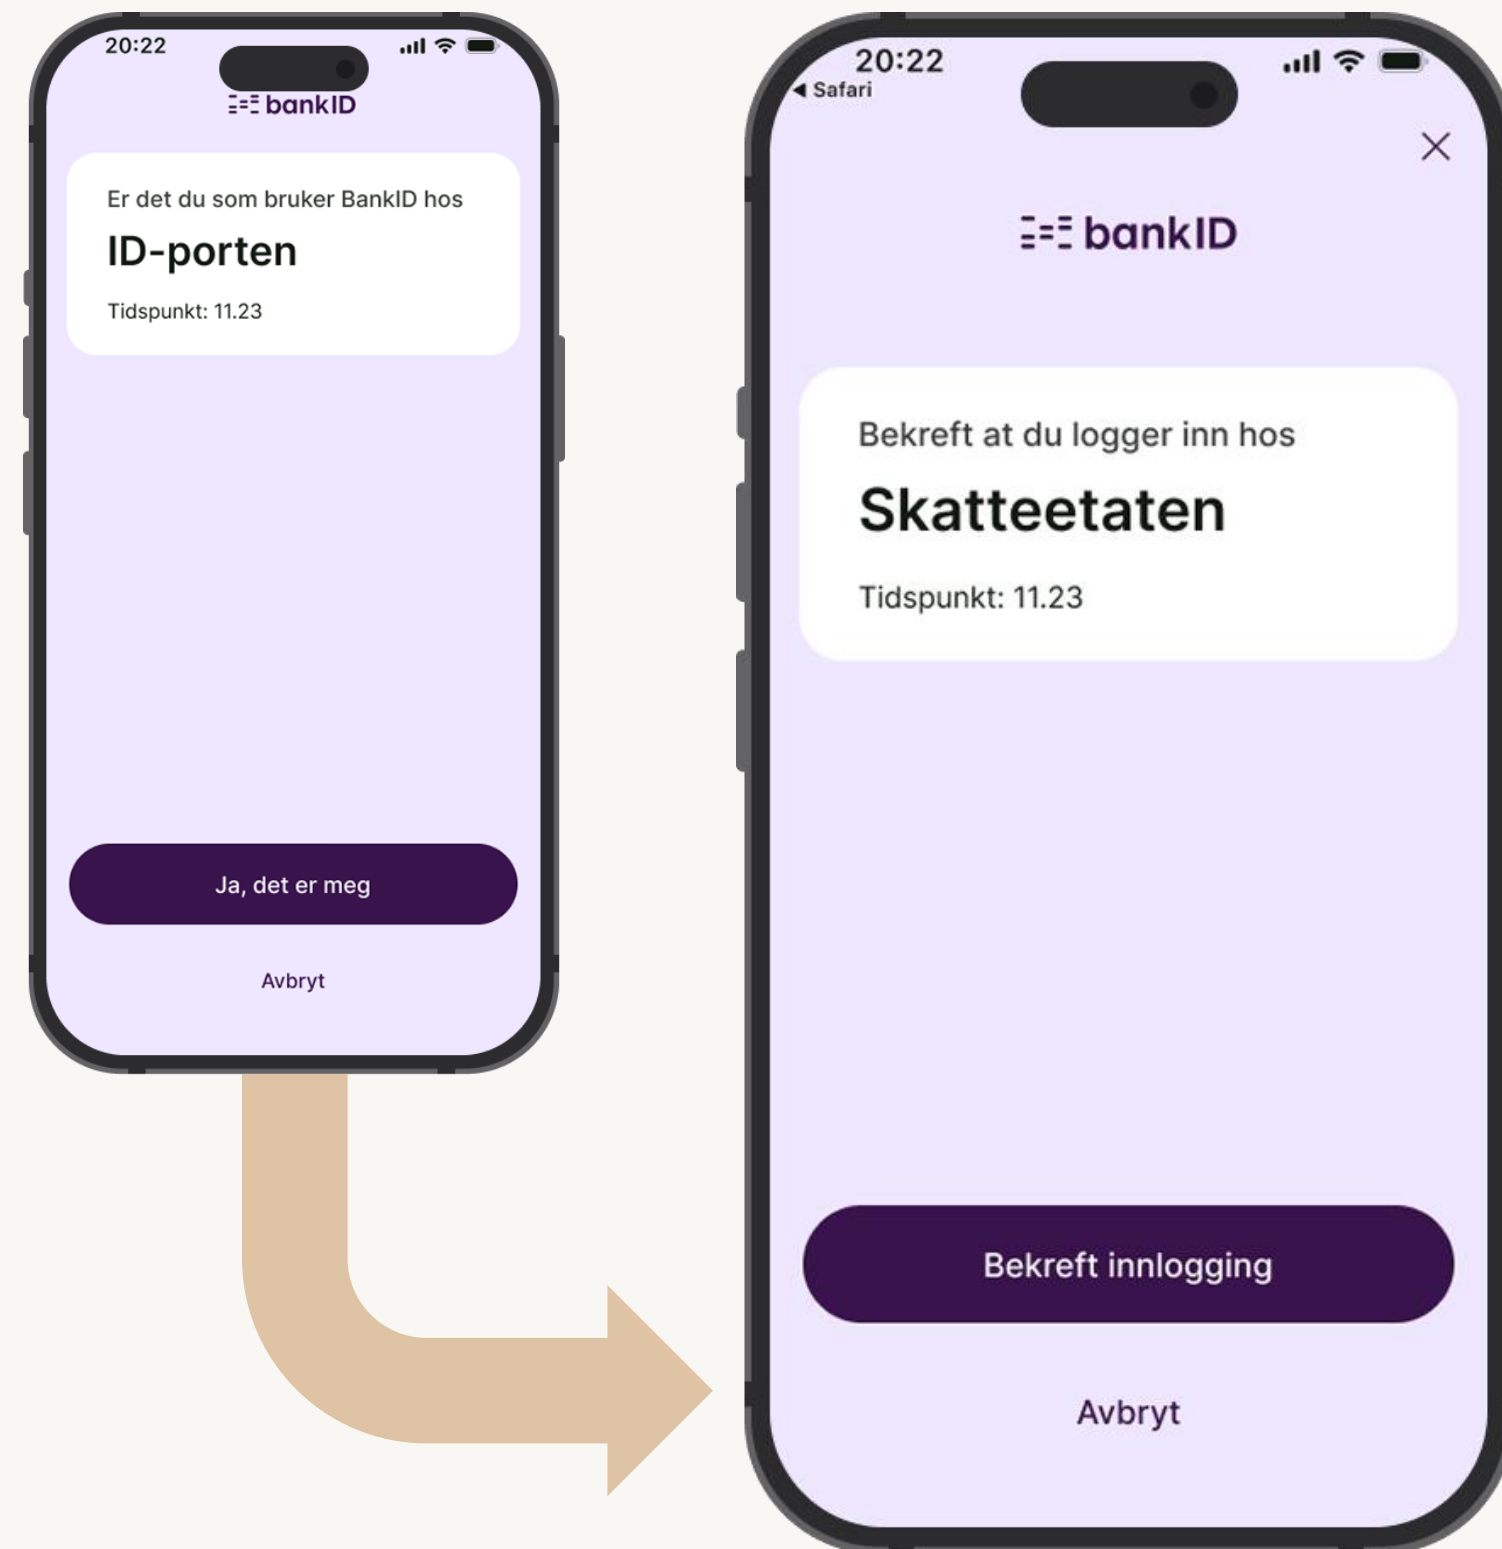 20:22
bankID
Er det du som bruker BankID hos
ID-porten
Tidspunkt: 11.23
Ja, det er meg
Avbryt
20:22
Safari
bankID
Bekreft at du logger inn hos
Skatteetaten
Tidspunkt: 11.23
Bekreft innlogging
Avbryt